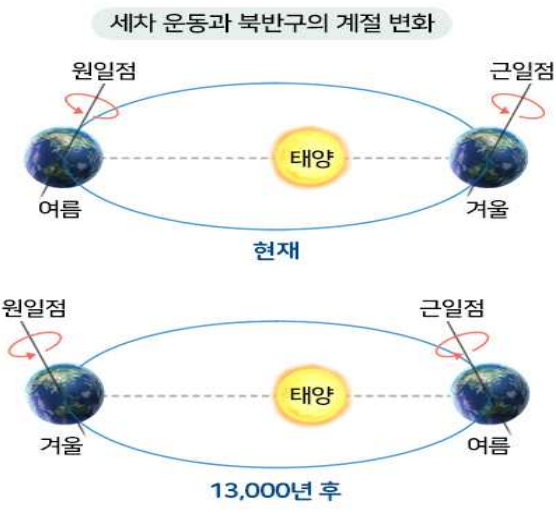 세차 운동과 북반구의 계절 변화
원일점
근일점
태양
여름
겨울
현재
원일점
근일점
태양
겨울
여름
13,000년 후